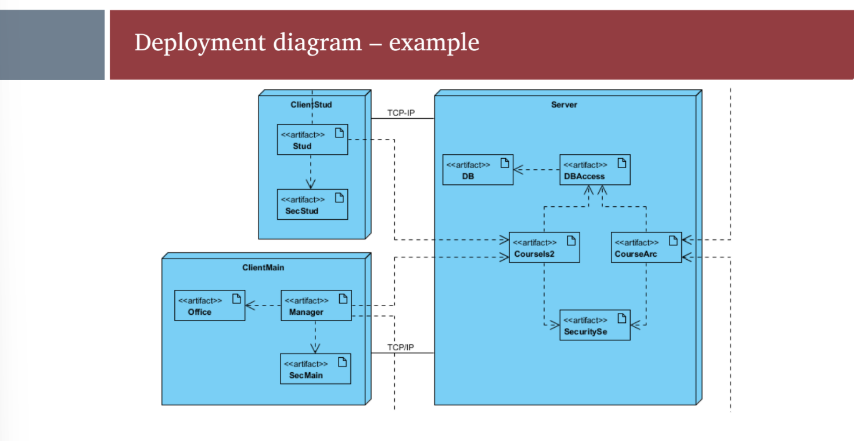 Deployment diagram – example
ClientStud
<<artifact>>
Stud
<<artifact>>
SecStud
TCP-IP
Server
<<artifact>>
DB
<<artifact>>
DBAccess
<<artifact>>
CourseIs2
<<artifact>>
CourseArc
<<artifact>>
SecuritySe
ClientMain
<<artifact>>
Office
<<artifact>>
Manager
<<artifact>>
SecMain
TCP/IP